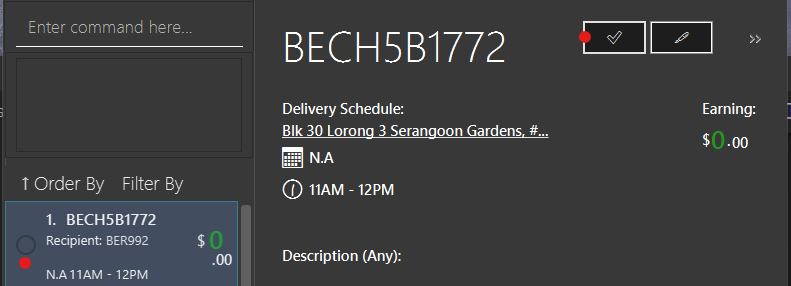 Enter command here...
↑ Order By Filter By
1. BECH5B1772
Recipient: BER992
$0.00
N.A 11AM - 12PM
BECH5B1772
Delivery Schedule:
Blk 30 Lorong 3 Serangoon Gardens, #...
N.A
11AM - 12PM
Earning:
$0.00
Description (Any):